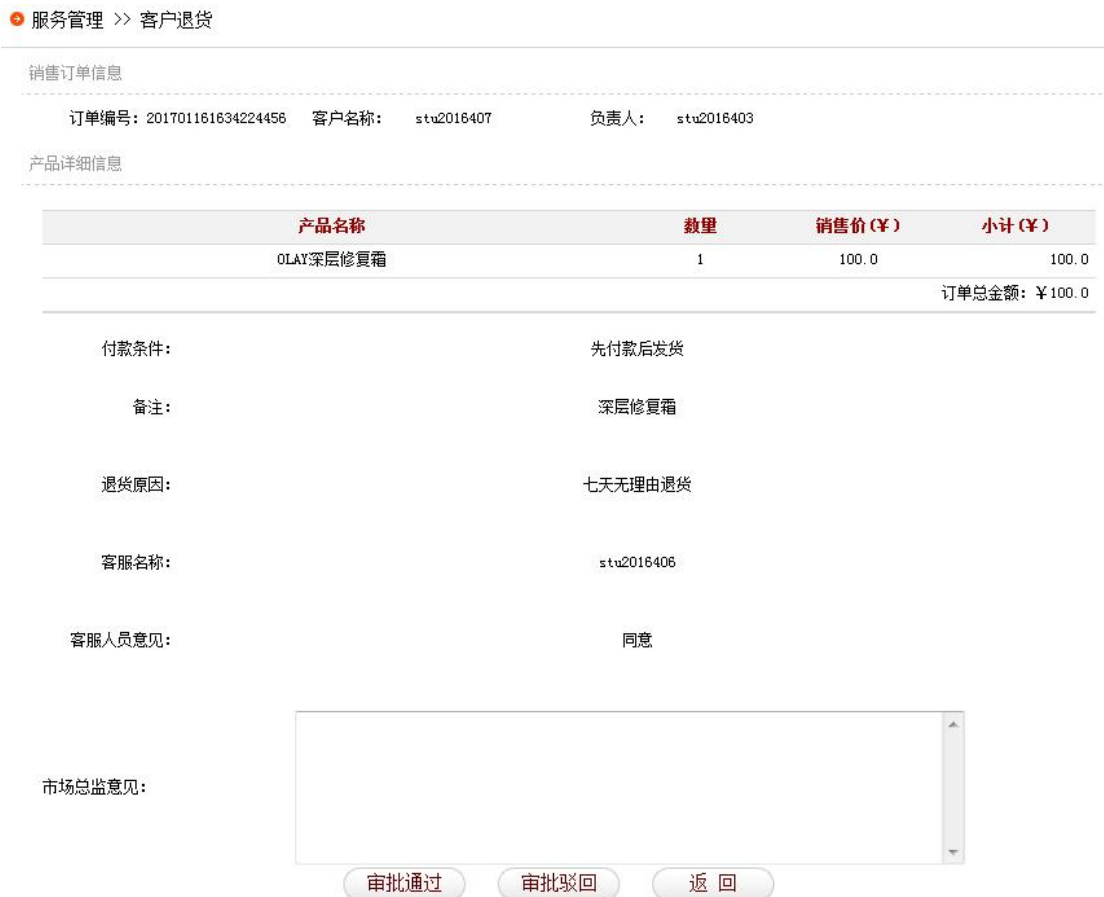 服务管理 >> 客户退货
销售订单信息
订单编号: 201701161634224456 客户名称: stu2016407 负责人: stu2016403
产品详细信息
产品名称 数量 销售价(¥) 小计(¥)
OLAY深层修复霜 1 100.0 100.0
订单总金额: ¥100.0
付款条件: 先付款后发货
备注: 深层修复霜
退货原因: 七天无理由退货
客服名称: stu2016406
客服人员意见: 同意
市场总监意见:
审批通过 审批驳回 返 回